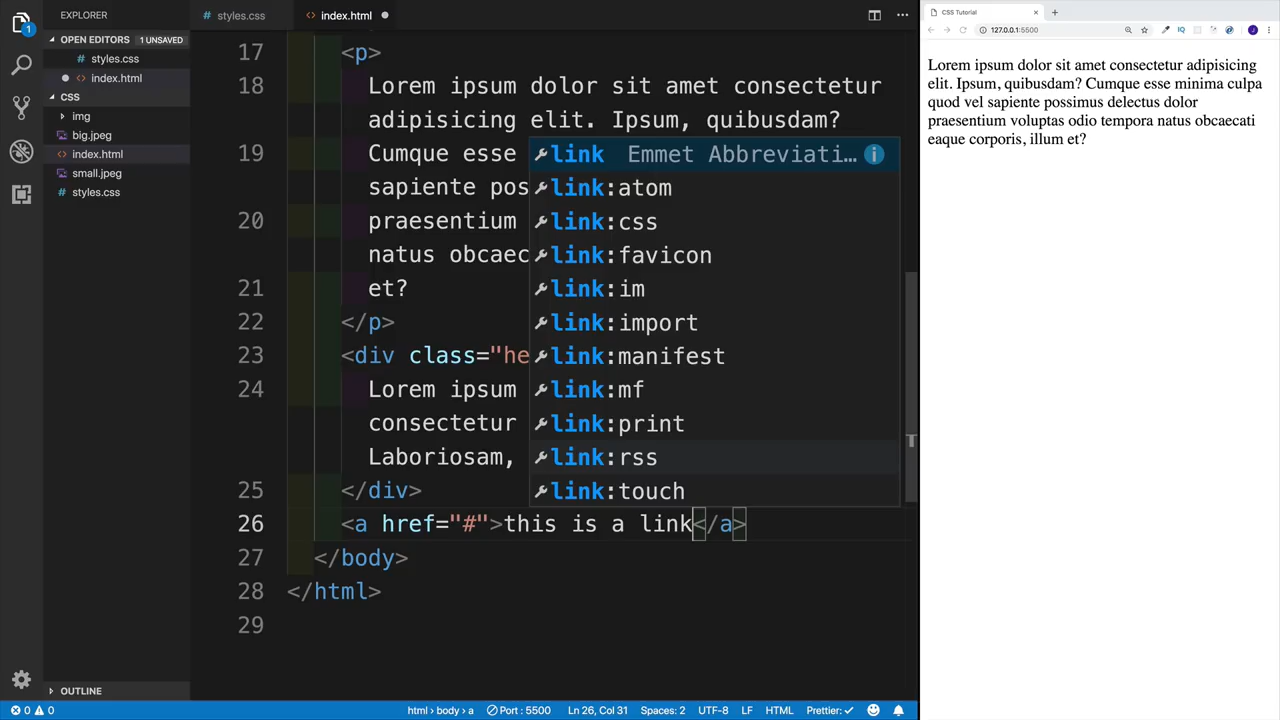 EXPLORER
OPEN EDITORS 1 UNSAVED
styles.css
index.html
CSS
img
big.jpeg
index.html
small.jpeg
styles.css
OUTLINE
styles.css
index.html
17 <p>
18 Lorem ipsum dolor sit amet consectetur
adipisicing elit. Ipsum, quibusdam?
19 Cumque esse
sapiente pos
20 praesentium
natus obcaec
21 et?
22 </p>
23 <div class="he
24 Lorem ipsum
consectetur
Laboriosam,
25 </div>
26 <a href="#">this is a link</a>
27 </body>
28 </html>
29
link Emmet Abbreviati…
link:atom
link:css
link:favicon
link:im
link:import
link:manifest
link:mf
link:print
link:rss
link:touch
0 0
html › body › a
Port : 5500
Ln 26, Col 31
Spaces: 2
UTF-8
LF
HTML
Prettier: ✓
CSS Tutorial
127.0.0.1:5500
Lorem ipsum dolor sit amet consectetur adipisicing
elit. Ipsum, quibusdam? Cumque esse minima culpa
quod vel sapiente possimus delectus dolor
praesentium voluptas odio tempora natus obcaecati
eaque corporis, illum et?